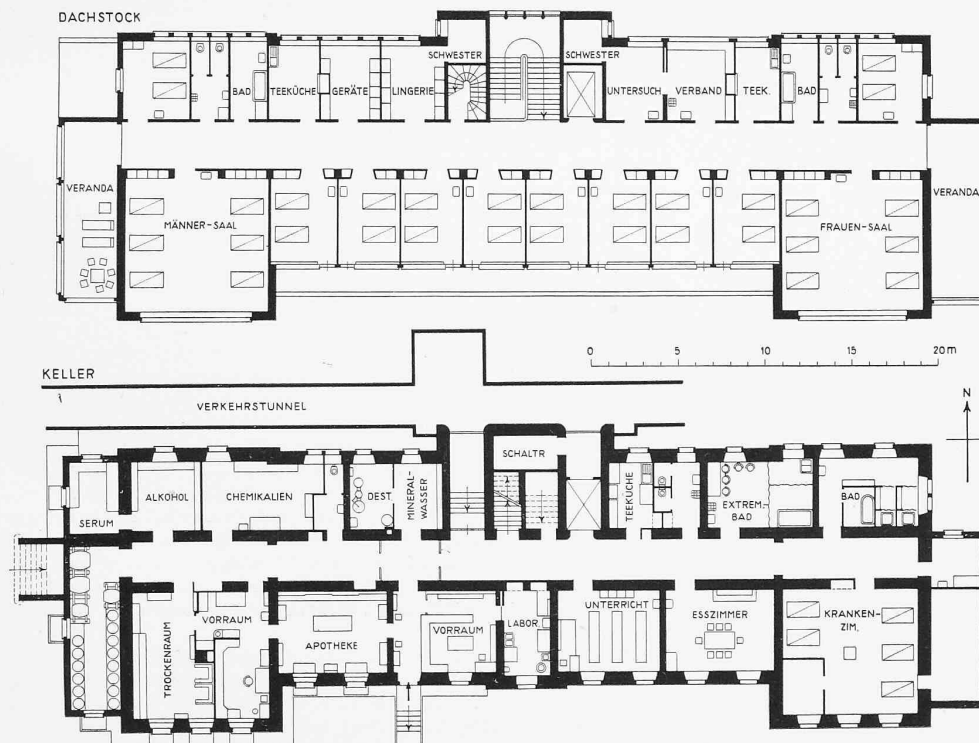 DACHSTOCK
SCHWESTER
SCHWESTER
BAD
TEEKÜCHE
GERÄTE
LINGERIE
UNTERSUCH
VERBAND
TEEK.
BAD
VERANDA
MÄNNER-SAAL
FRAUEN-SAAL
VERANDA
0 5 10 15 20 m
KELLER
VERKEHRSTUNNEL
N
SCHALTR
SERUM
ALKOHOL
CHEMIKALIEN
DEST.
MINERAL-
WASSER
TEEKÜCHE
EXTREM.-
BAD
BAD
TROCKENRAUM
VORRAUM
APOTHEKE
VORRAUM
LABOR.
UNTERRICHT
ESSZIMMER
KRANKEN-
ZIM.